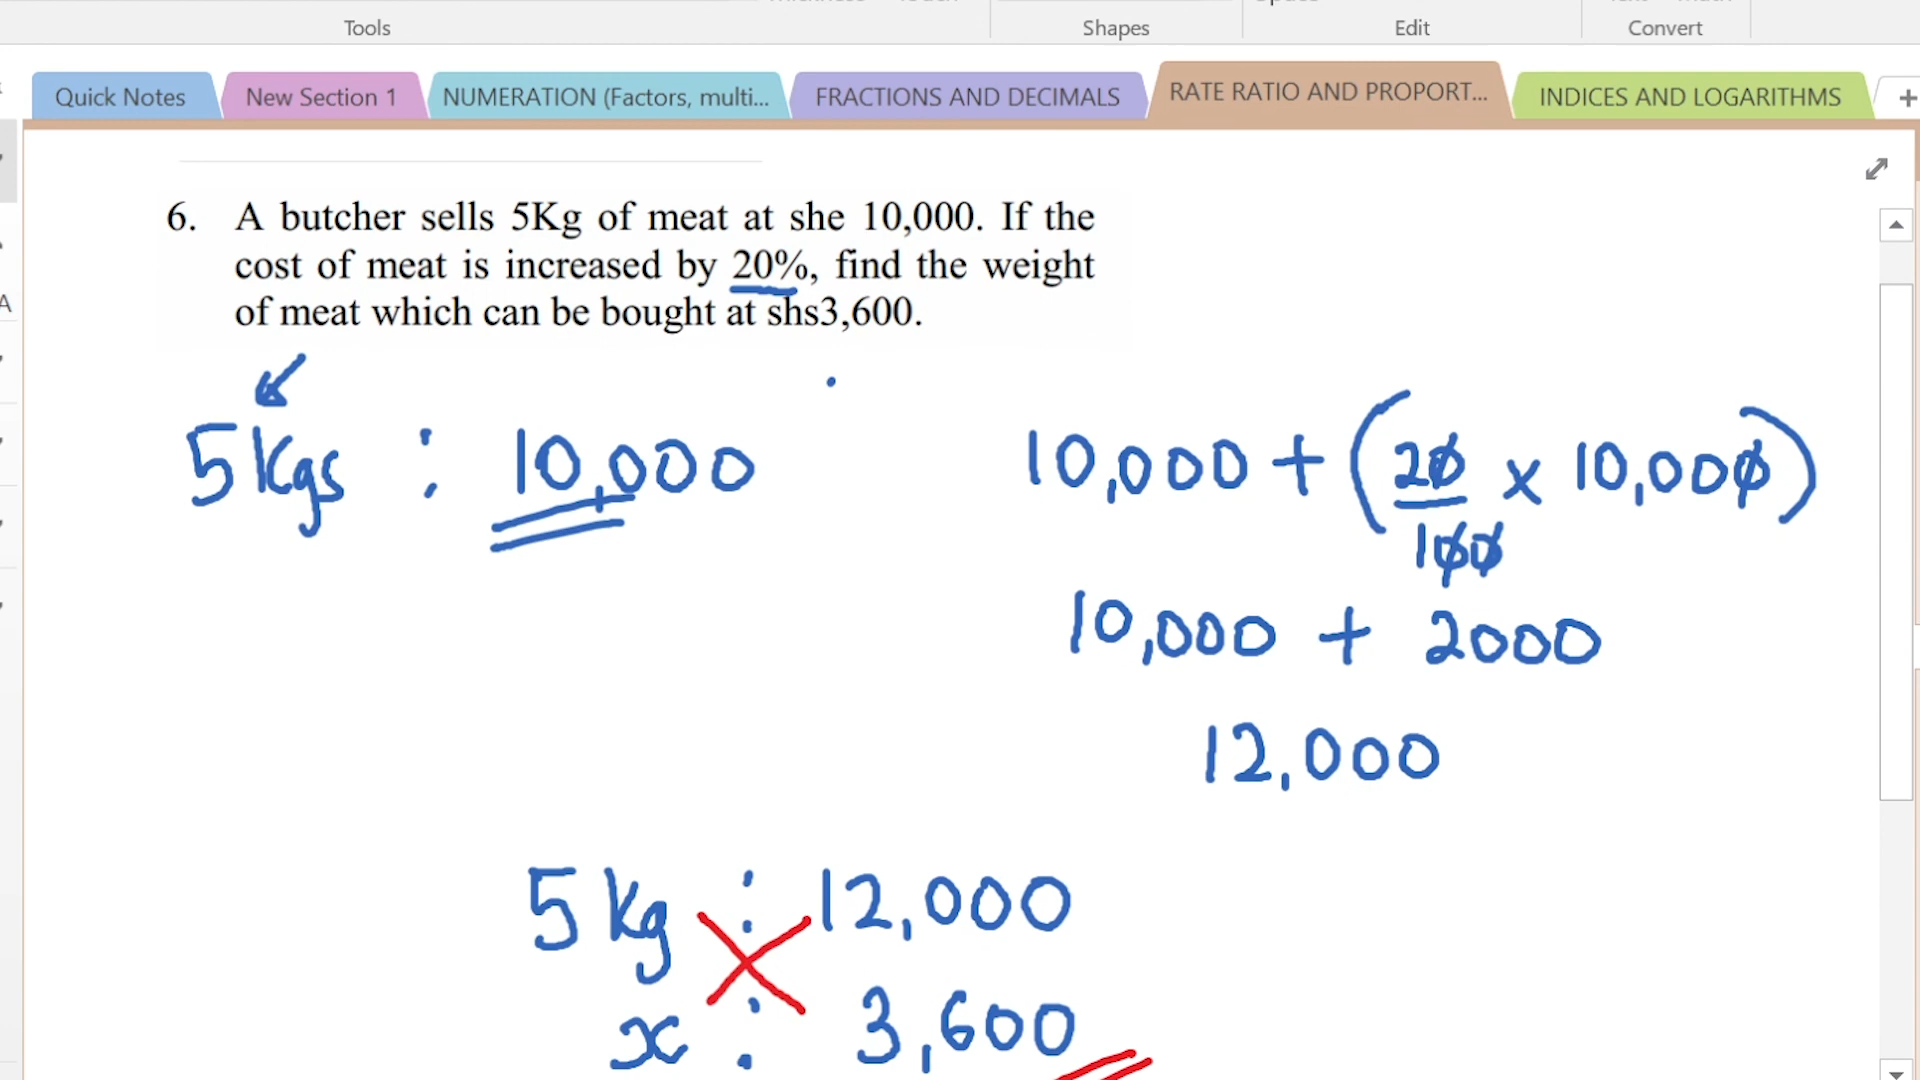 Tools Shapes Edit Convert
Quick Notes New Section 1 NUMERATION (Factors, multi... FRACTIONS AND DECIMALS RATE RATIO AND PROPORT... INDICES AND LOGARITHMS +
6. A butcher sells 5Kg of meat at she 10,000. If the
cost of meat is increased by 20%, find the weight
of meat which can be bought at shs3,600.
5Kgs : 10,000
10,000 + (20/100 x 10,000)
10,000 + 2000
12,000
5kg : 12,000
x : 3,600